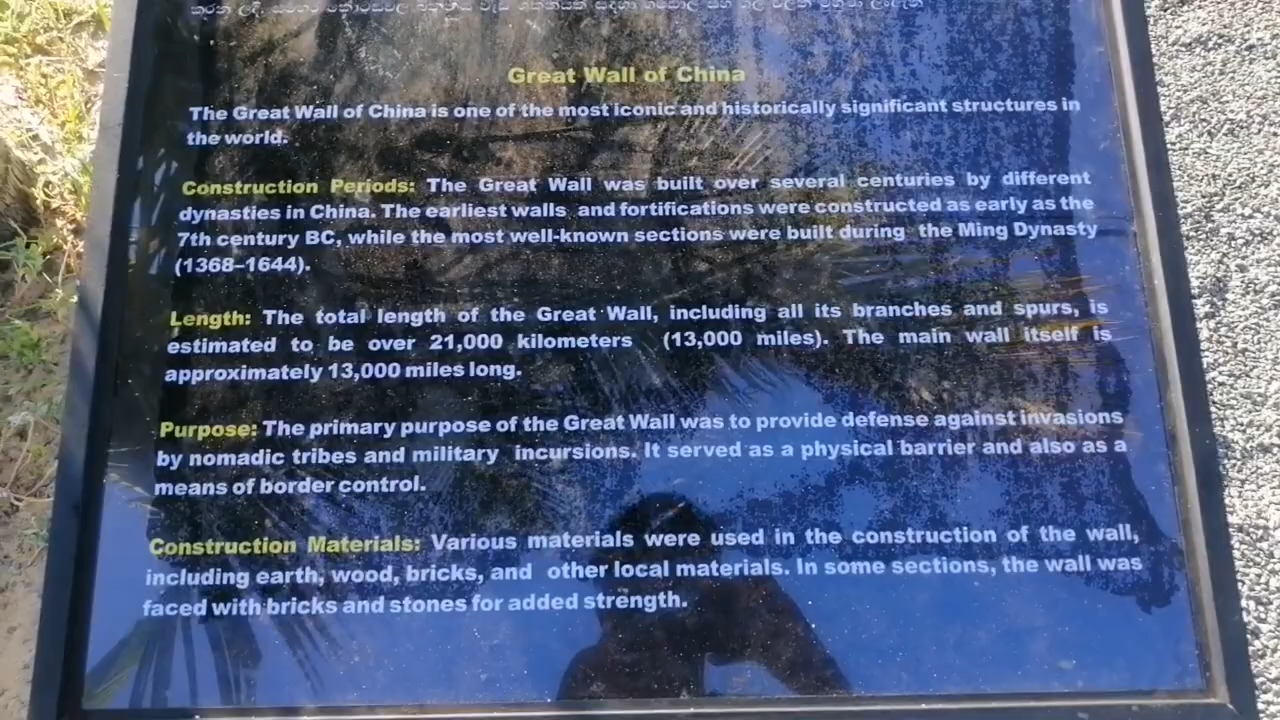 Great Wall of China
The Great Wall of China is one of the most iconic and historically significant structures in
the world.
Construction Periods: The Great Wall was built over several centuries by different
dynasties in China. The earliest walls and fortifications were constructed as early as the
7th century BC, while the most well-known sections were built during the Ming Dynasty
(1368–1644).
Length: The total length of the Great Wall, including all its branches and spurs, is
estimated to be over 21,000 kilometers (13,000 miles). The main wall itself is
approximately 13,000 miles long.
Purpose: The primary purpose of the Great Wall was to provide defense against invasions
by nomadic tribes and military incursions. It served as a physical barrier and also as a
means of border control.
Construction Materials: Various materials were used in the construction of the wall,
including earth, wood, bricks, and other local materials. In some sections, the wall was
faced with bricks and stones for added strength.